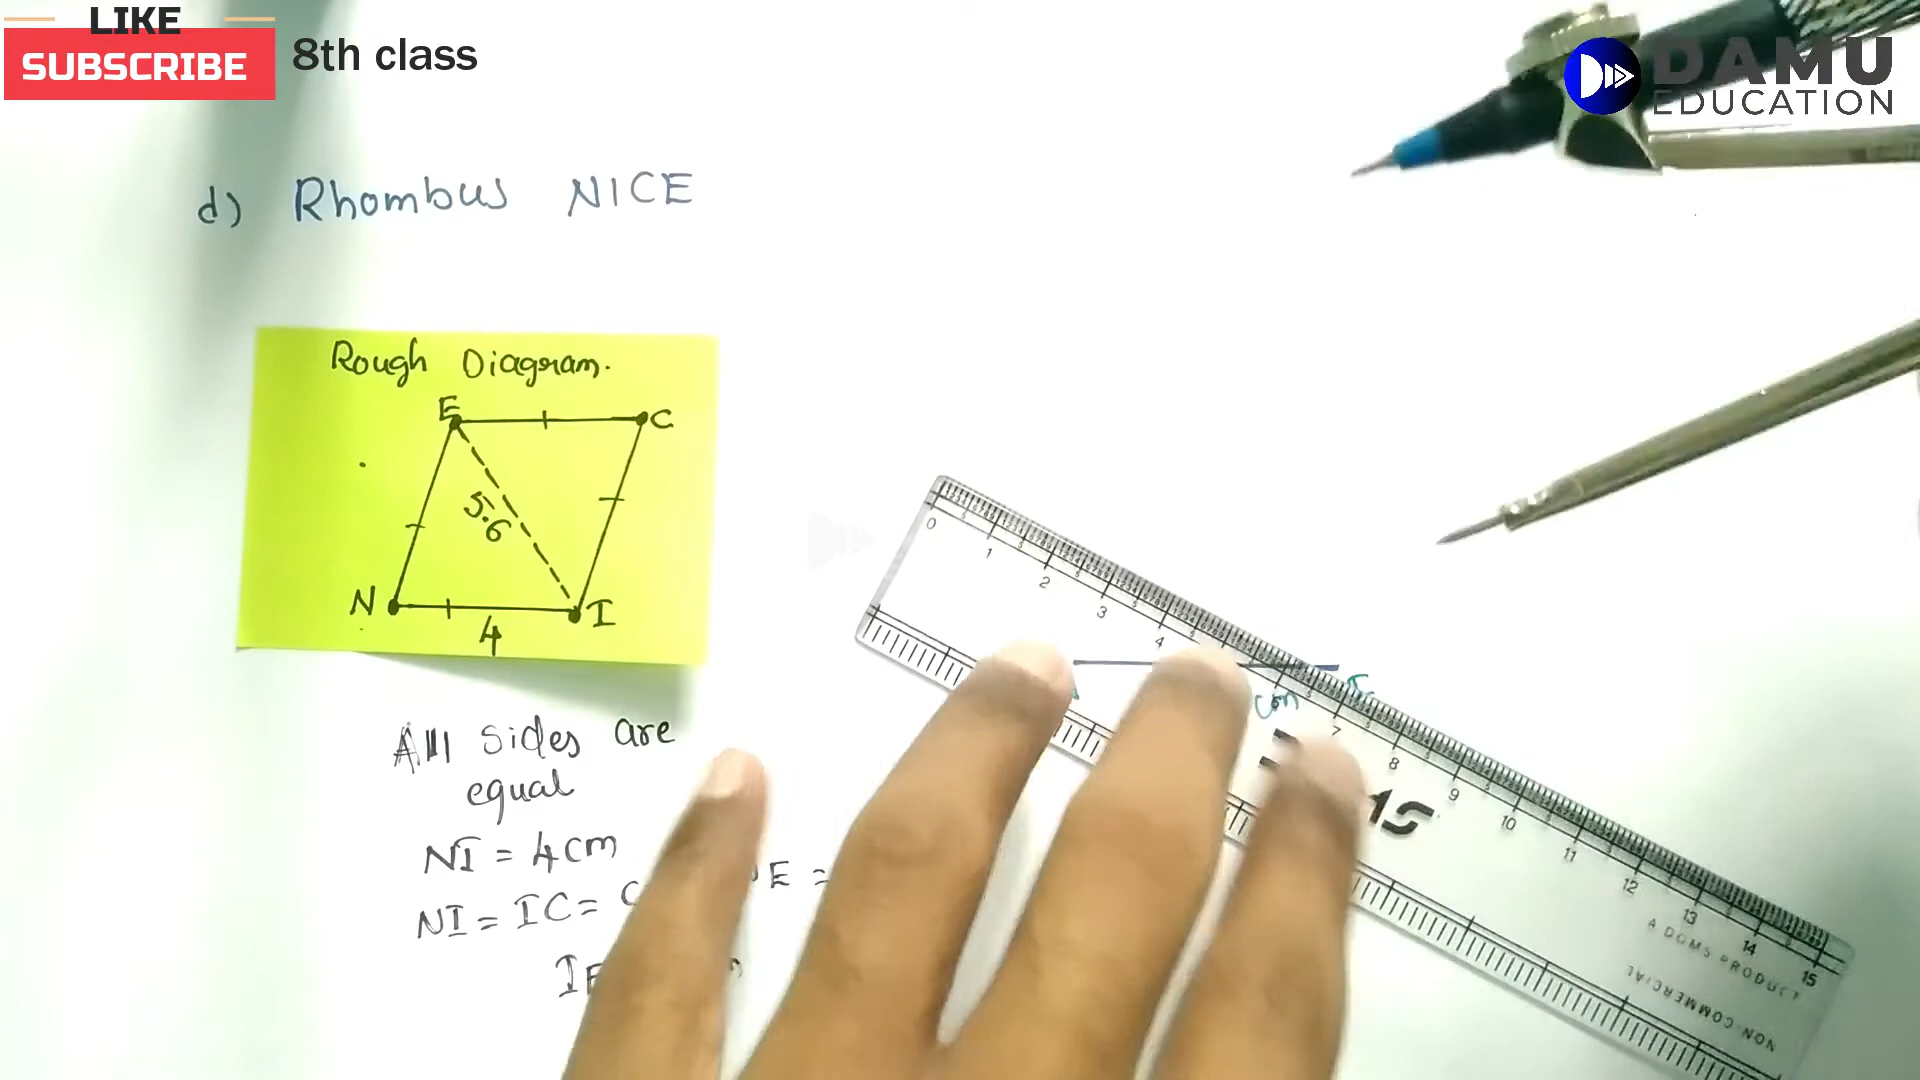 LIKE
SUBSCRIBE
8th class
DAMU
EDUCATION
d) Rhombus NICE
Rough Diagram.
E
C
5.6
N
I
4
All sides are
equal
NI = 4cm
NI = IC =
E =
cm
0
1
2
3
4
7
8
9
10
11
12
13
14
15
A DOMS PRODUCT
NON-COMMERCIAL